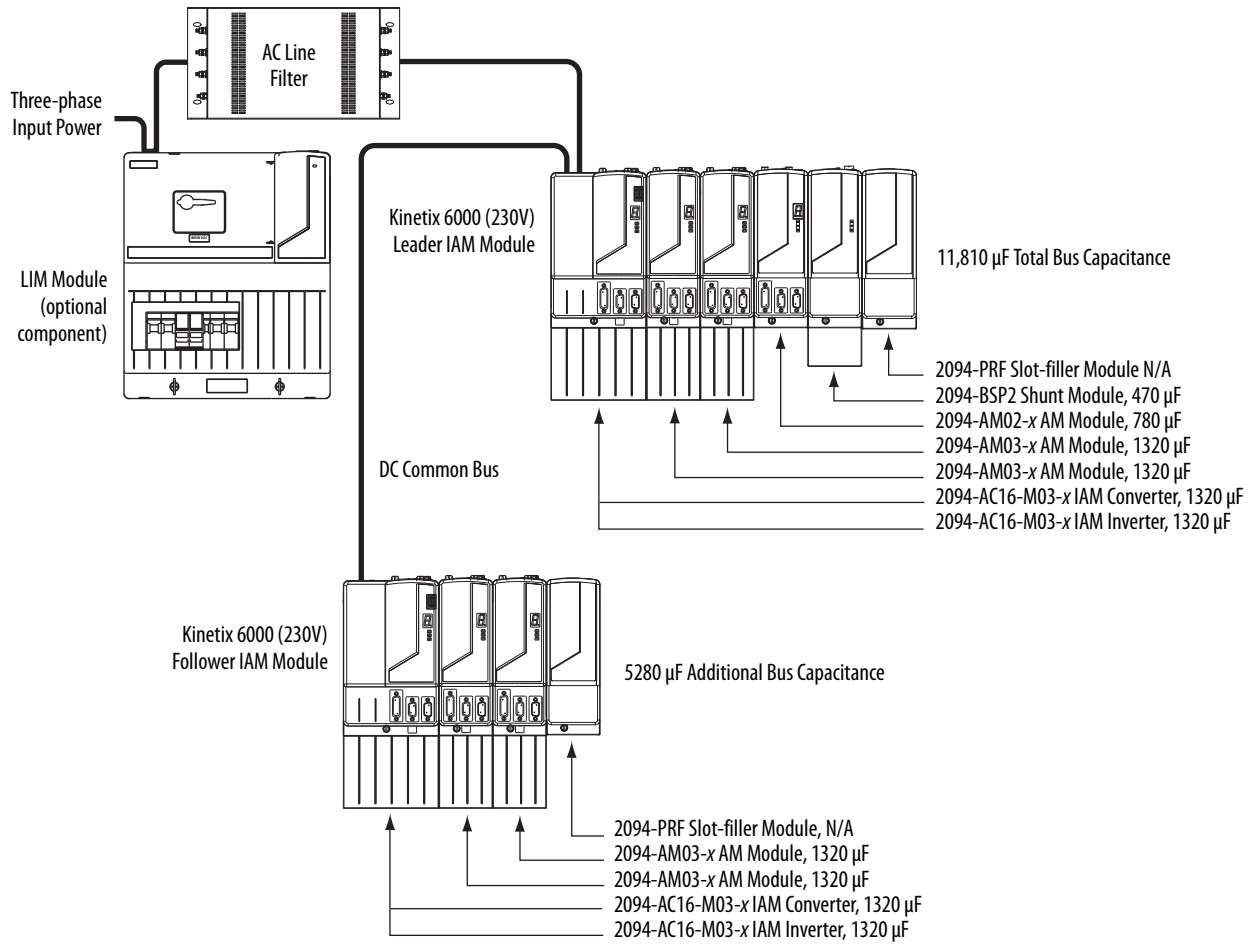 AC Line
Filter
Three-phase
Input Power
LIM Module
(optional
component)
Kinetix 6000 (230V)
Leader IAM Module
11,810 µF Total Bus Capacitance
2094-PRF Slot-filler Module N/A
2094-BSP2 Shunt Module, 470 µF
2094-AM02-x AM Module, 780 µF
2094-AM03-x AM Module, 1320 µF
2094-AM03-x AM Module, 1320 µF
2094-AC16-M03-x IAM Converter, 1320 µF
2094-AC16-M03-x IAM Inverter, 1320 µF
DC Common Bus
Kinetix 6000 (230V)
Follower IAM Module
5280 µF Additional Bus Capacitance
2094-PRF Slot-filler Module, N/A
2094-AM03-x AM Module, 1320 µF
2094-AM03-x AM Module, 1320 µF
2094-AC16-M03-x IAM Converter, 1320 µF
2094-AC16-M03-x IAM Inverter, 1320 µF